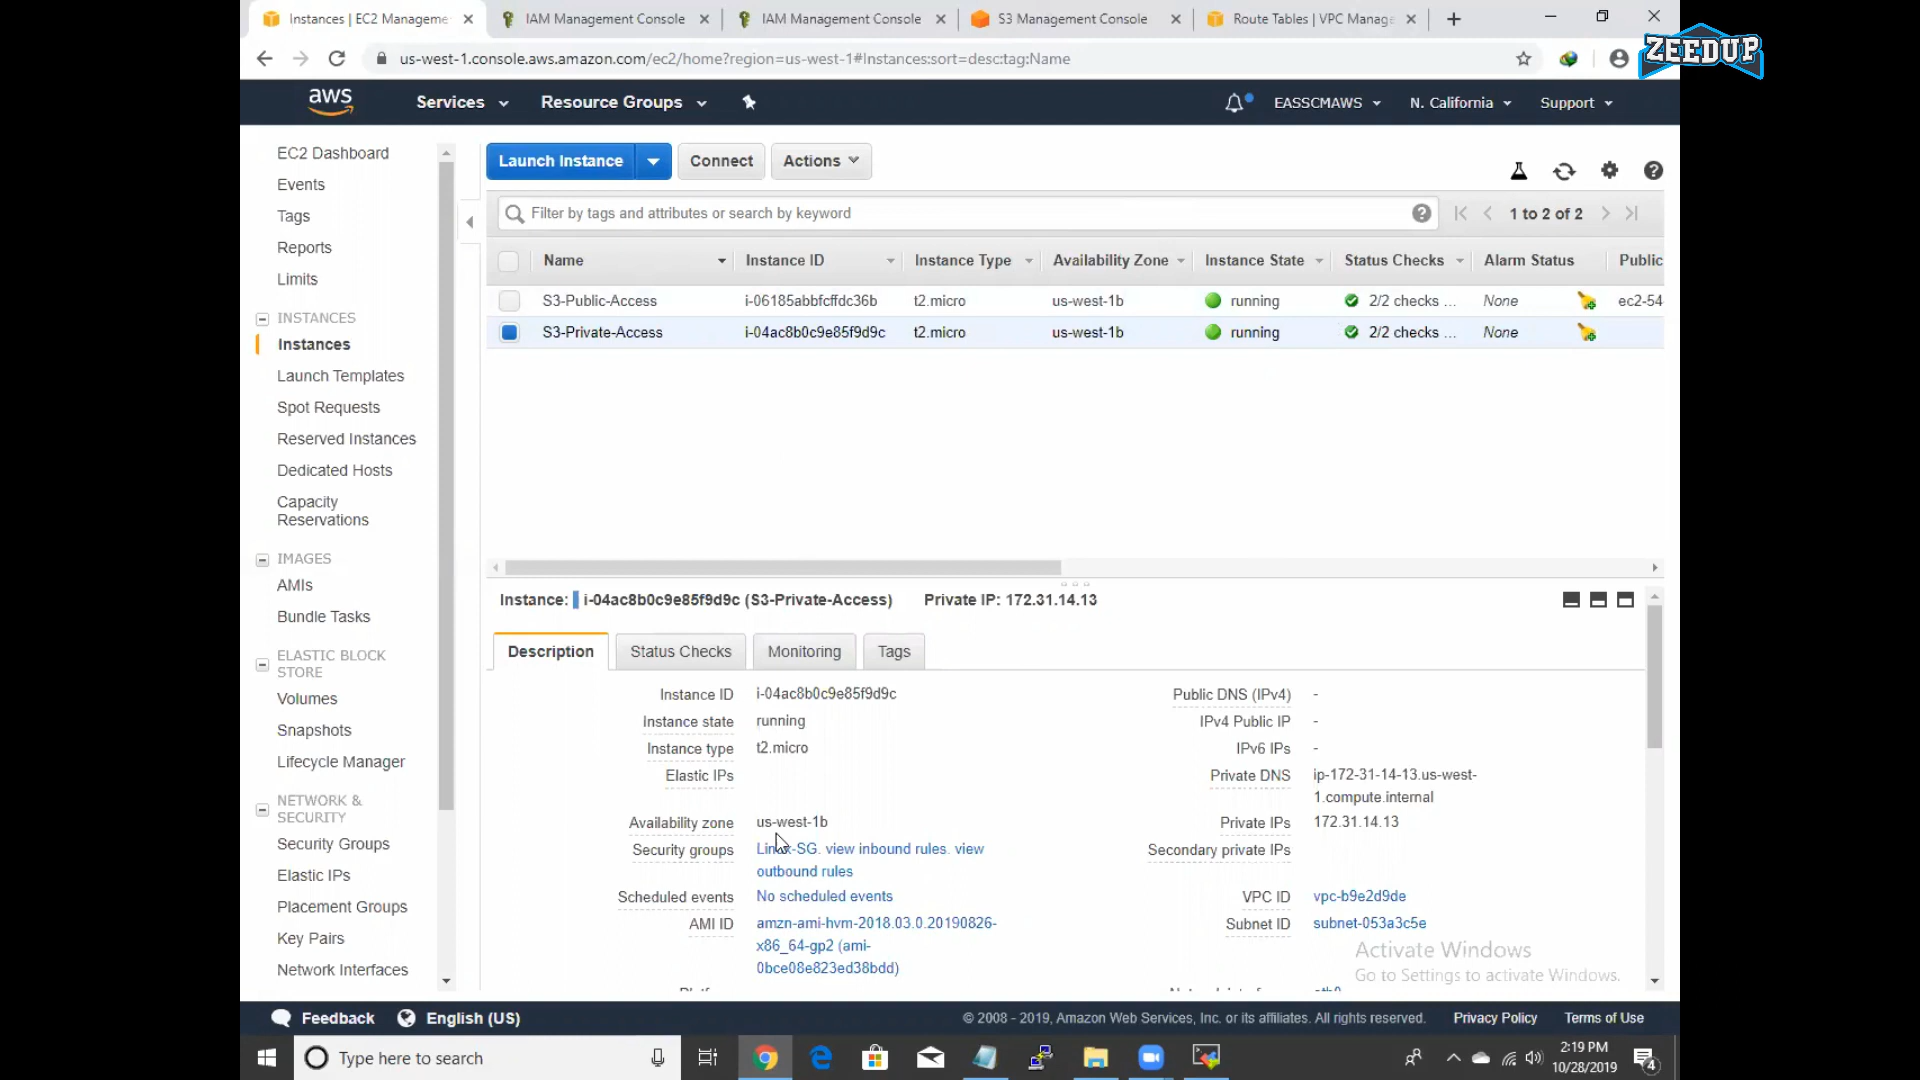 Instances | EC2 Manageme
IAM Management Console
IAM Management Console
S3 Management Console
Route Tables | VPC Manage
ZEEDUP
us-west-1.console.aws.amazon.com/ec2/home?region=us-west-1#Instances:sort=desc:tag:Name
aws
Services
Resource Groups
EASSCMAWS
N. California
Support
EC2 Dashboard
Events
Tags
Reports
Limits
INSTANCES
Instances
Launch Templates
Spot Requests
Reserved Instances
Dedicated Hosts
Capacity
Reservations
IMAGES
AMIs
Bundle Tasks
ELASTIC BLOCK
STORE
Volumes
Snapshots
Lifecycle Manager
NETWORK &
SECURITY
Security Groups
Elastic IPs
Placement Groups
Key Pairs
Network Interfaces
Launch Instance
Connect
Actions
Filter by tags and attributes or search by keyword
1 to 2 of 2
Name Instance ID Instance Type Availability Zone Instance State Status Checks Alarm Status Public
S3-Public-Access i-06185abbfcffdc36b t2.micro us-west-1b running 2/2 checks ... None ec2-54
S3-Private-Access i-04ac8b0c9e85f9d9c t2.micro us-west-1b running 2/2 checks ... None
Instance: i-04ac8b0c9e85f9d9c (S3-Private-Access) Private IP: 172.31.14.13
Description
Status Checks
Monitoring
Tags
Instance ID i-04ac8b0c9e85f9d9c
Instance state running
Instance type t2.micro
Elastic IPs
Availability zone us-west-1b
Security groups Linux-SG. view inbound rules. view
outbound rules
Scheduled events No scheduled events
AMI ID amzn-ami-hvm-2018.03.0.20190826-
x86_64-gp2 (ami-
0bce08e823ed38bdd)
Public DNS (IPv4) -
IPv4 Public IP -
IPv6 IPs -
Private DNS ip-172-31-14-13.us-west-
1.compute.internal
Private IPs 172.31.14.13
Secondary private IPs
VPC ID vpc-b9e2d9de
Subnet ID subnet-053a3c5e
Activate Windows
Go to Settings to activate Windows.
Feedback
English (US)
© 2008 - 2019, Amazon Web Services, Inc. or its affiliates. All rights reserved.
Privacy Policy
Terms of Use
Type here to search
2:19 PM
10/28/2019
4